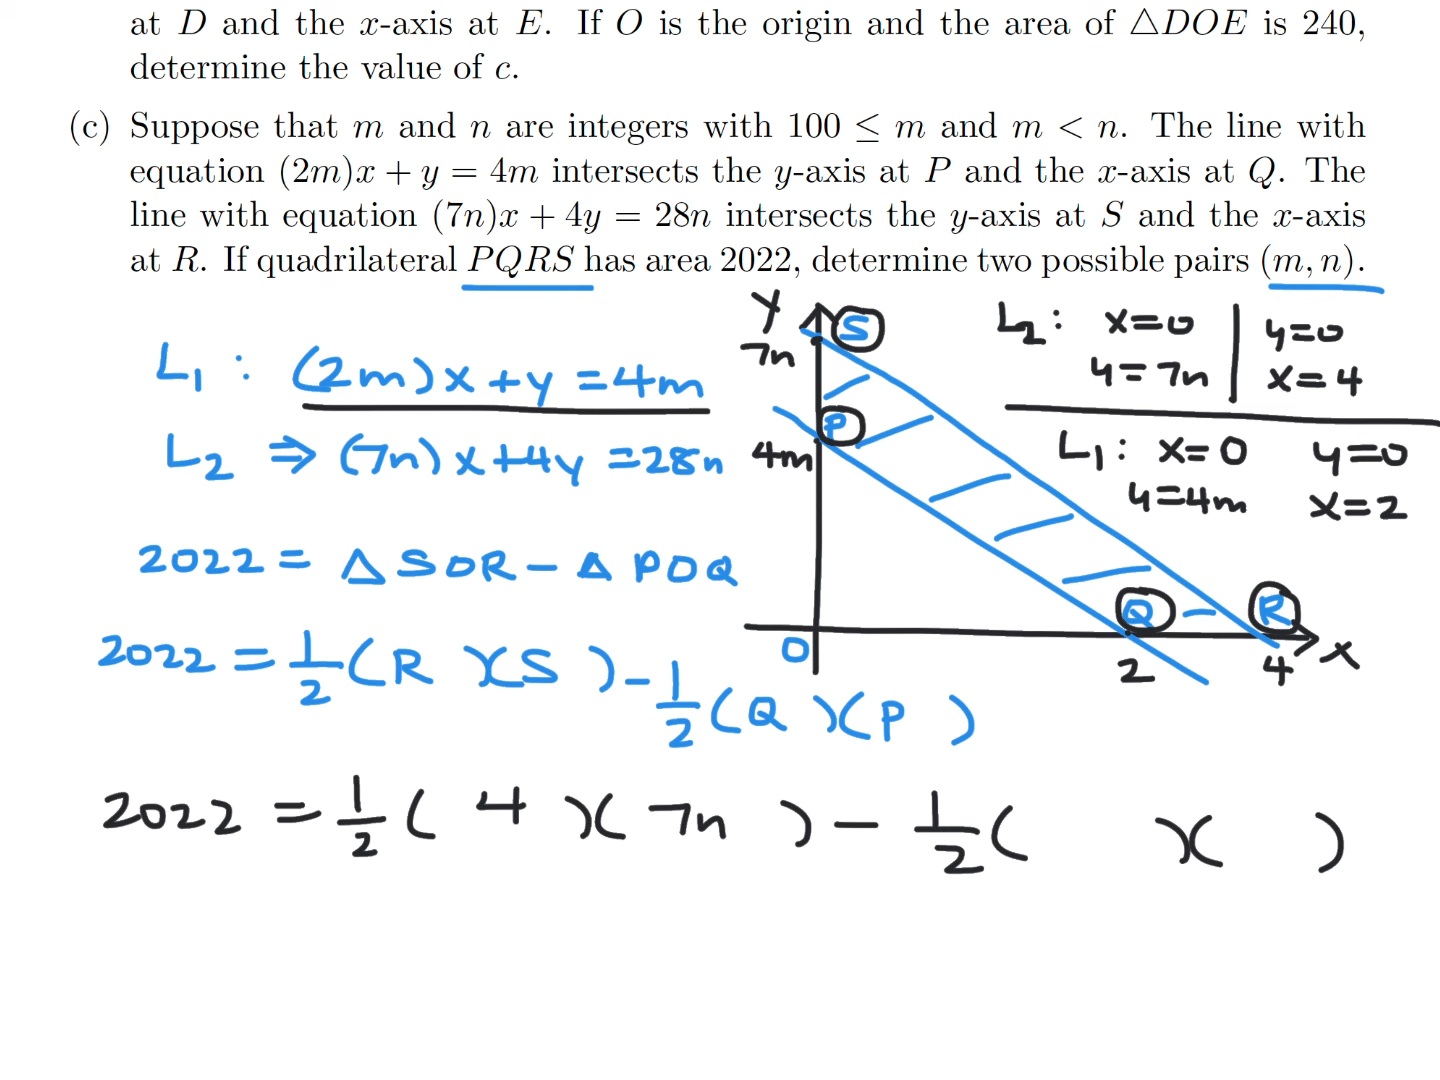 at D and the x-axis at E. If O is the origin and the area of △DOE is 240,
determine the value of c.
(c) Suppose that m and n are integers with 100 ≤ m and m < n. The line with
equation (2m)x + y = 4m intersects the y-axis at P and the x-axis at Q. The
line with equation (7n)x + 4y = 28n intersects the y-axis at S and the x-axis
at R. If quadrilateral PQRS has area 2022, determine two possible pairs (m, n).
L₁ : (2m)x + y = 4m
L₂ ⇒ (7n)x + 4y = 28n
2022 = △SOR − △POQ
2022 = 1/2 (R )(S ) − 1/2 (Q )(P )
2022 = 1/2 ( 4 )( 7n ) − 1/2 ( )( )
y
S
7n
P
4m
O
Q
R
2
4
x
L₂ : x=0 | y=0
y=7n | x=4
L₁ : x=0 y=0
y=4m x=2